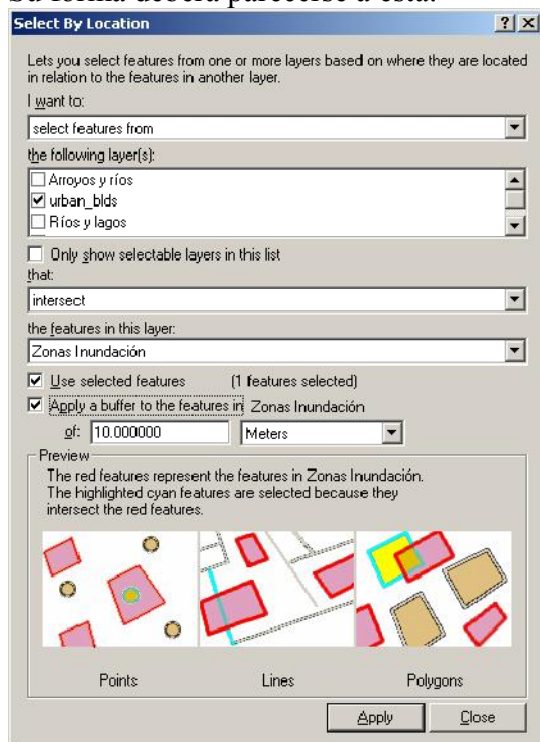 Su forma deberá parecerse a esta:
Select By Location
Lets you select features from one or more layers based on where they are located
in relation to the features in another layer.
I want to:
select features from
the following layer(s):
Arroyos y ríos
urban_blds
Ríos y lagos
Only show selectable layers in this list
that:
intersect
the features in this layer:
Zonas Inundación
Use selected features (1 features selected)
Apply a buffer to the features in Zonas Inundación
of: 10.000000 Meters
Preview
The red features represent the features in Zonas Inundación.
The highlighted cyan features are selected because they
intersect the red features.
Points Lines Polygons
Apply Close